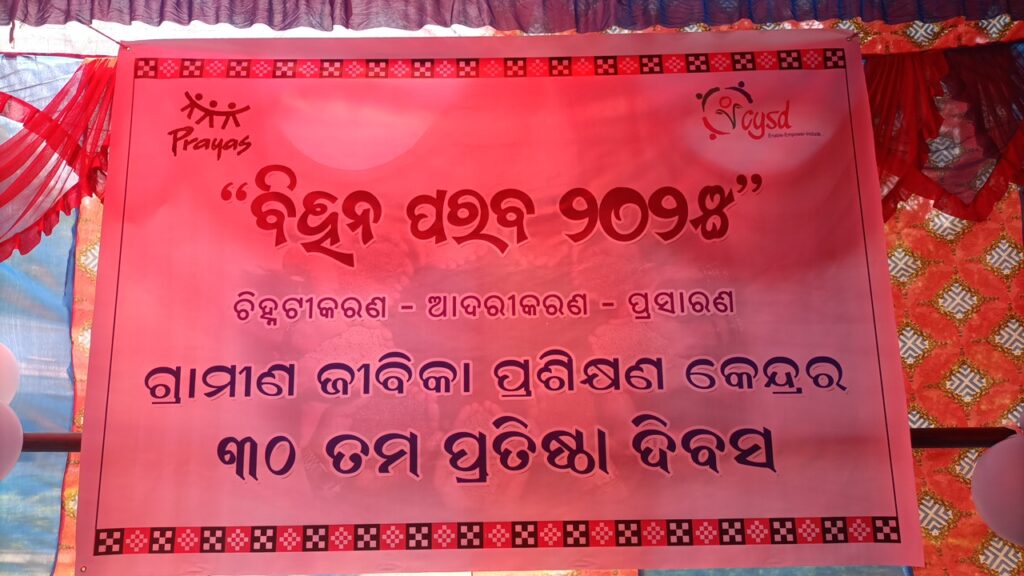 Prayas
cysd
“ବିହନ ପରବ ୨୦୨୫”
ଚିହ୍ନଟୀକରଣ - ଆଦରୀକରଣ - ପ୍ରସାରଣ
ଗ୍ରାମୀଣ ଜୀବିକା ପ୍ରଶିକ୍ଷଣ କେନ୍ଦ୍ରର
୩୦ ତମ ପ୍ରତିଷ୍ଠା ଦିବସ